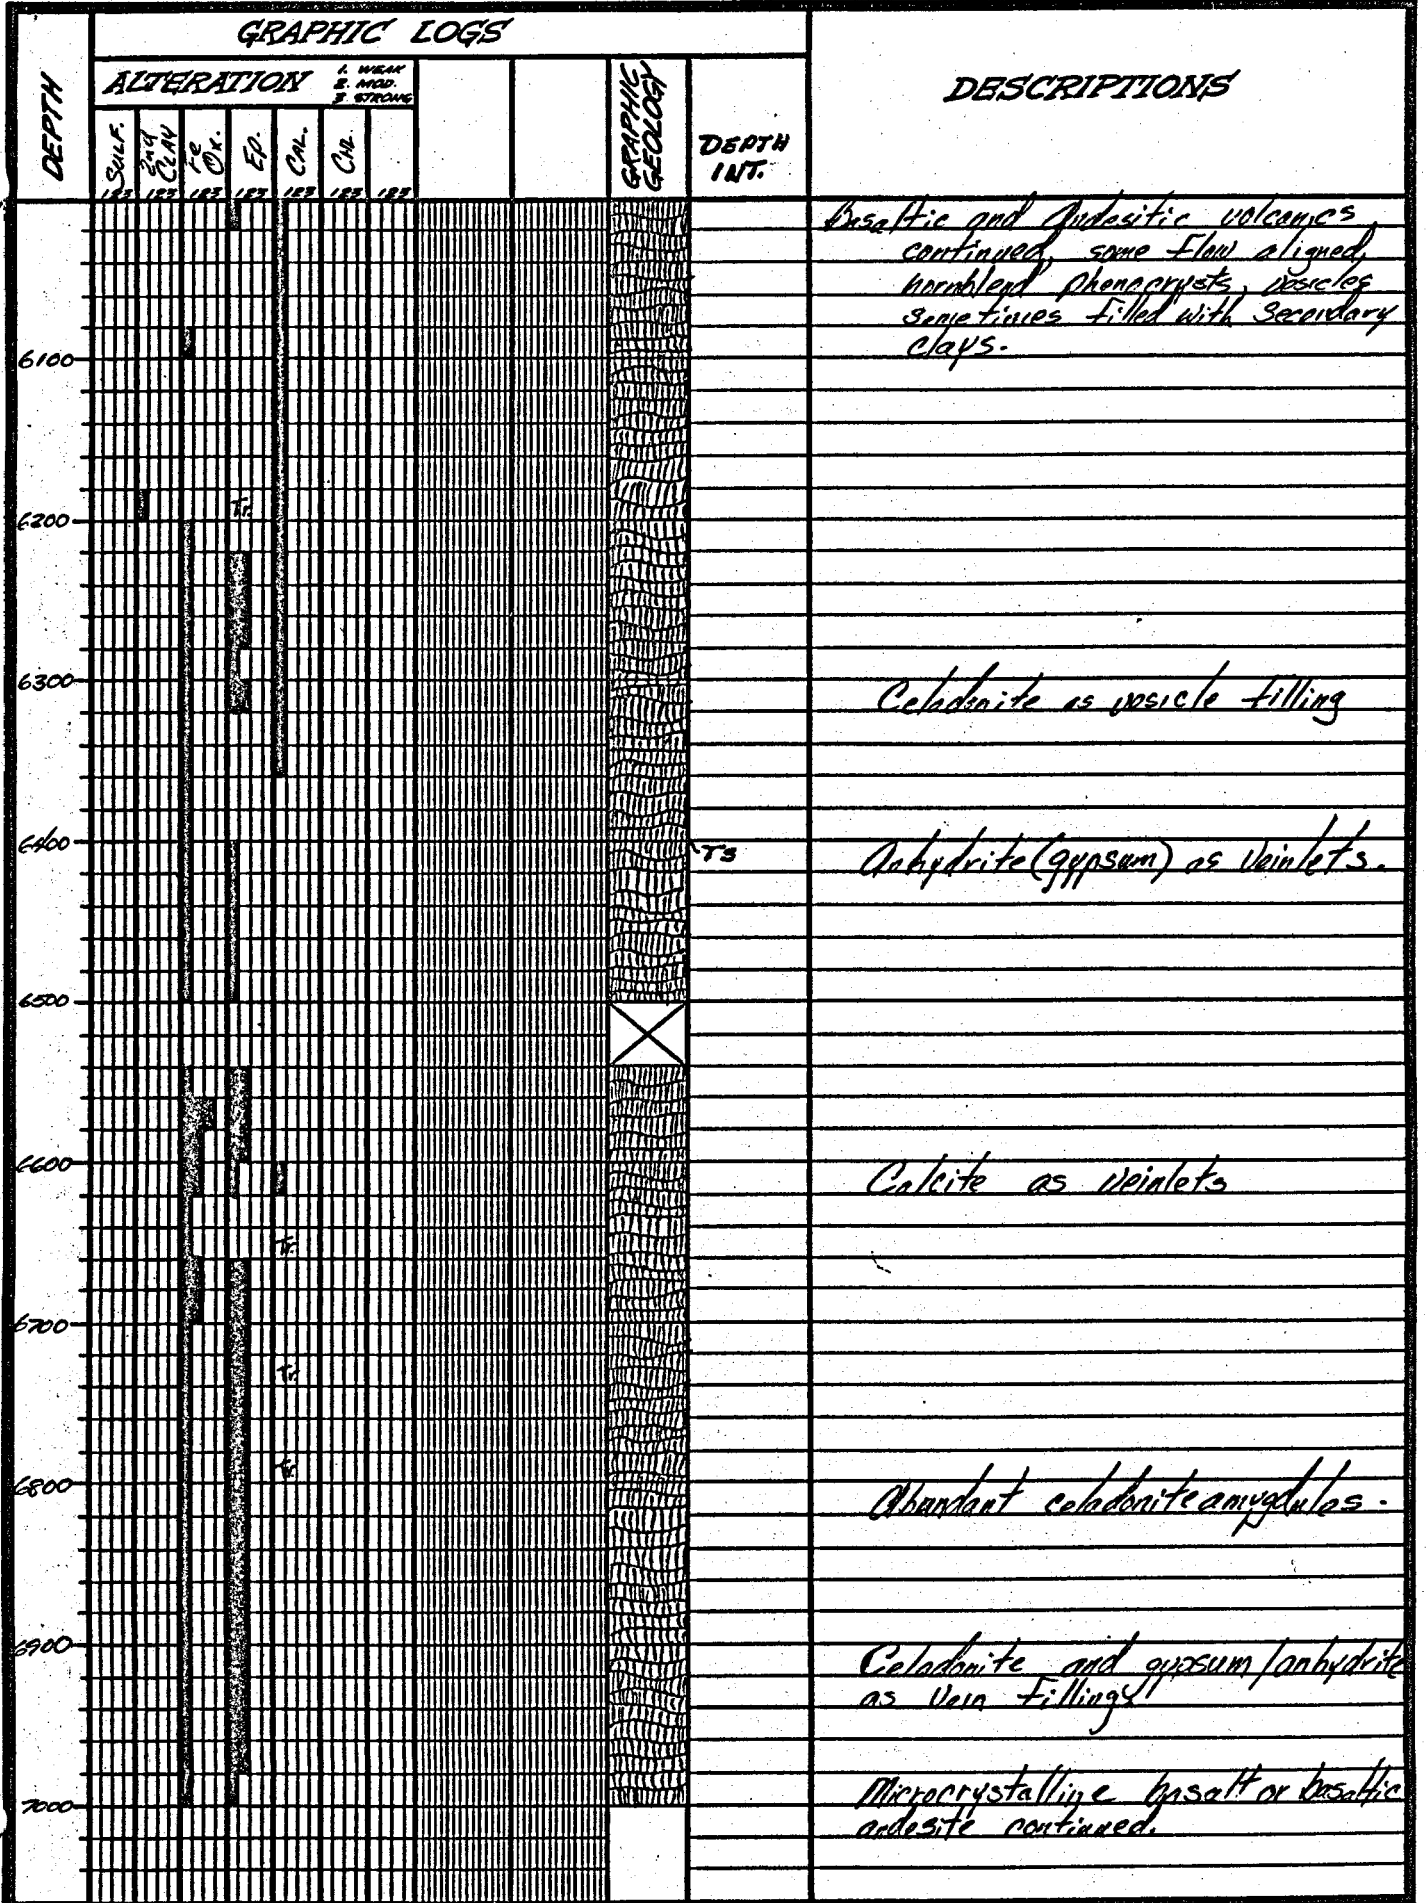 GRAPHIC LOGS
DEPTH
ALTERATION
1. WEAK
2. MOD.
3. STRONG
SULF.
2nd CLAY
Fe Ox.
EP.
CAL.
CHL.
123 123 123 123 123 123 123
GRAPHIC GEOLOGY
DEPTH
INT.
DESCRIPTIONS
Basaltic and Andesitic volcanics
continued, some flow aligned,
hornblend phenocrysts, vesicles
sometimes filled with Secondary
6100
clays.
Tr.
6200
6300
Celadonite as vesicle filling
6400
TS
Anhydrite (gypsum) as Veinlets.
6500
6600
Calcite as Veinlets
Tr.
6700
Tr.
Tr.
6800
Abundant celadonite amygdules.
6900
Celadonite and gypsum/anhydrite
as Vein fillings
7000
Microcrystalline basalt or basaltic
andesite continued.